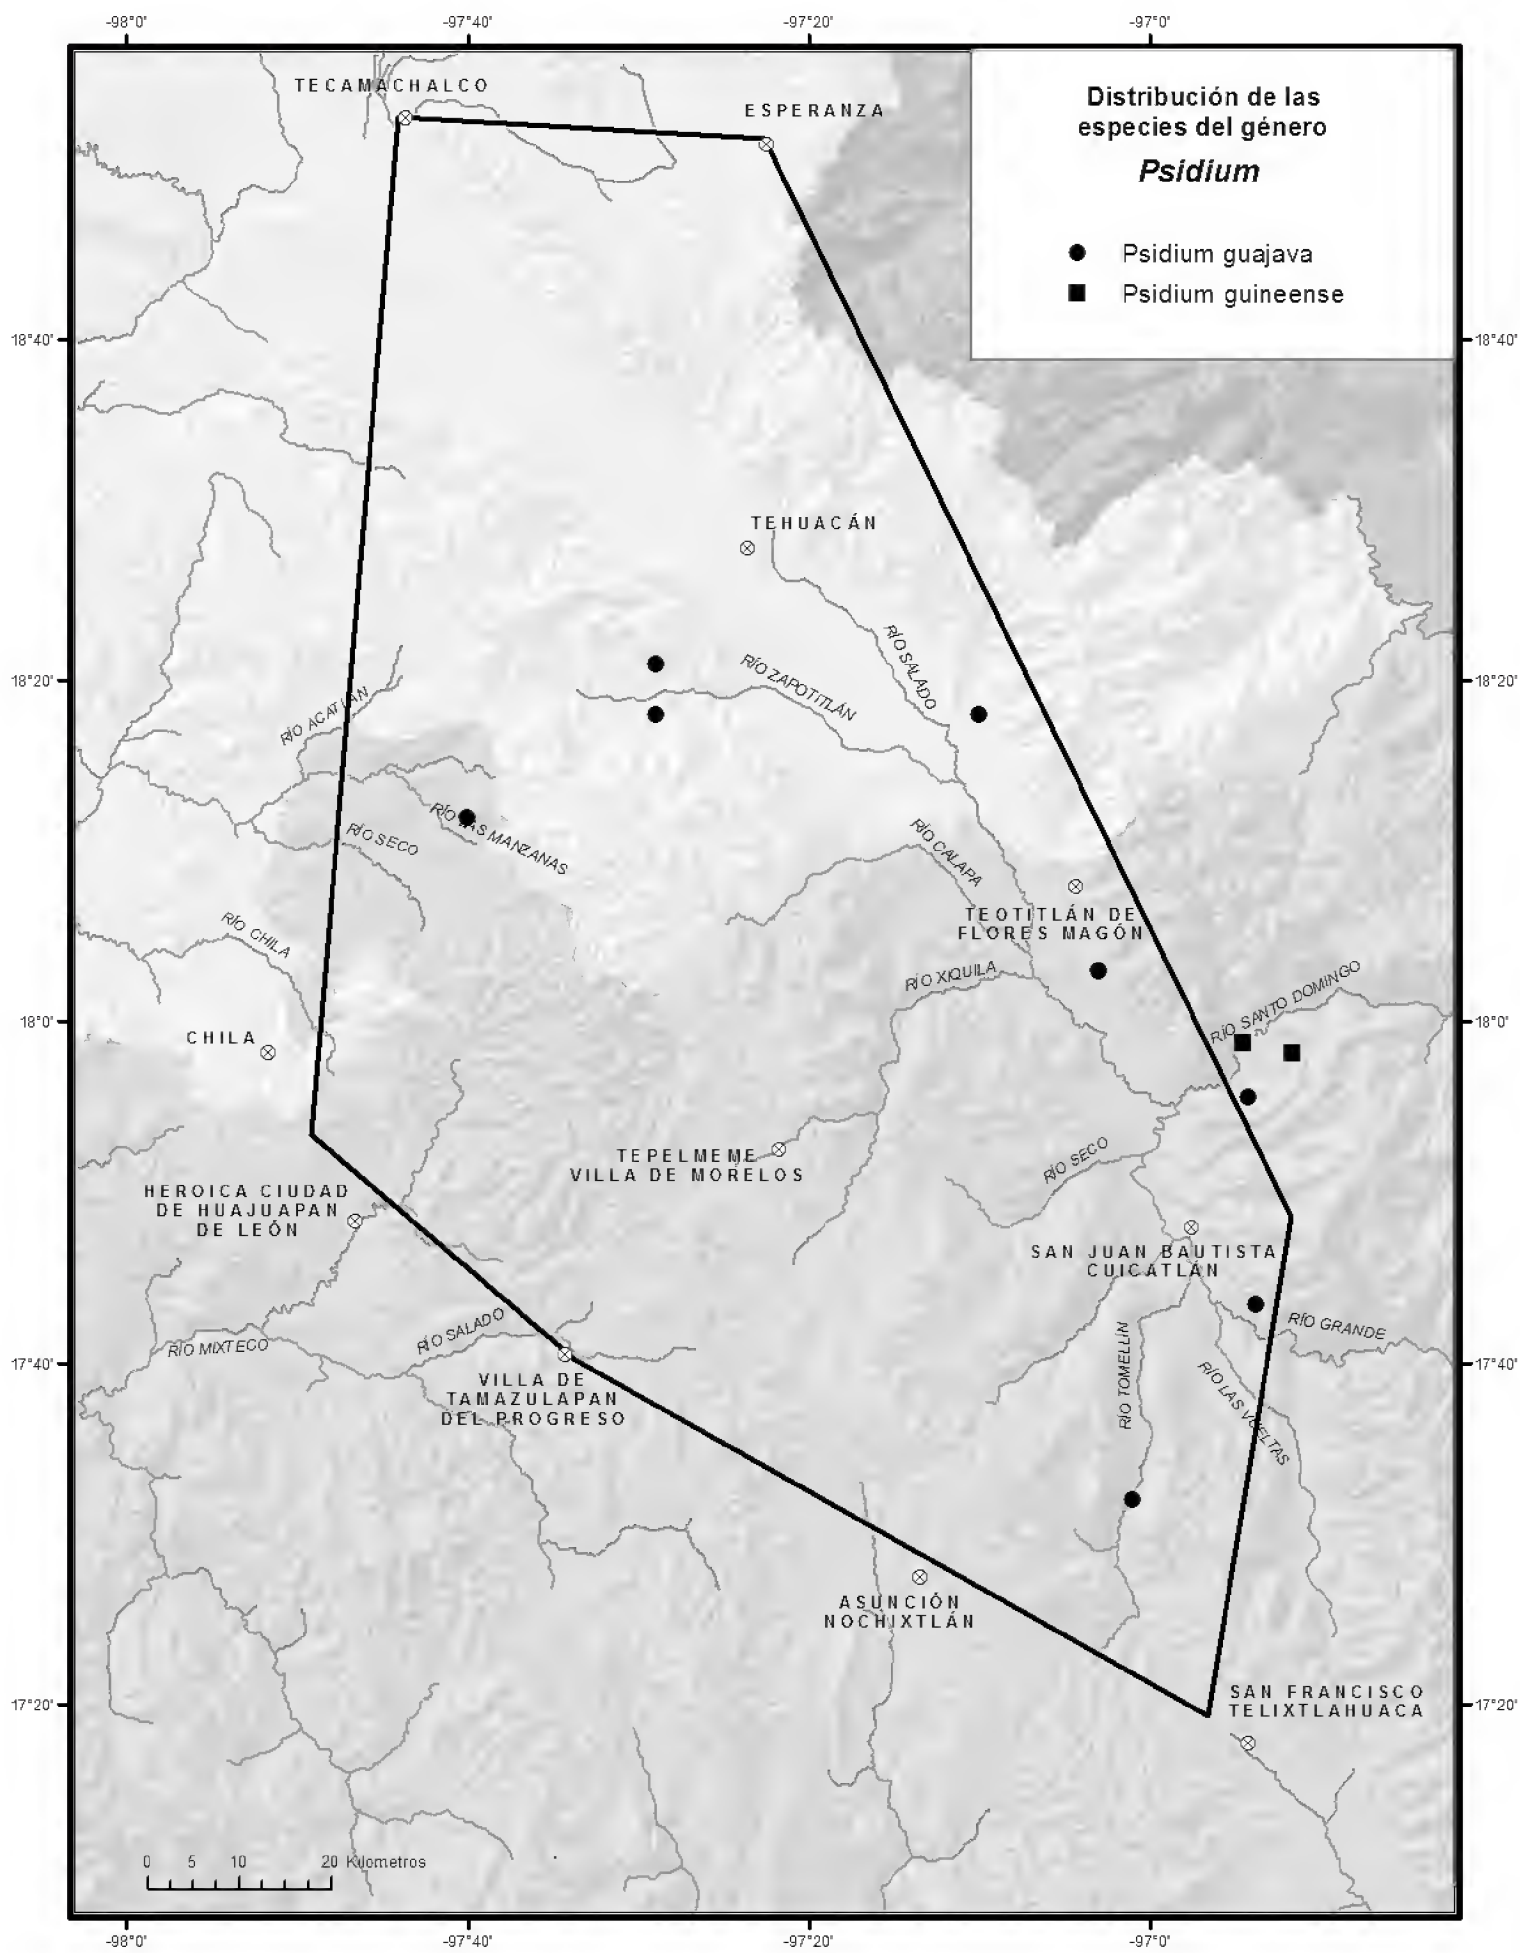 -98°0'
-97°40'
-97°20'
-97°0'
TECAMACHALCO
ESPERANZA
Distribución de las
especies del género
Psidium
Psidium guajava
Psidium guineense
18°40'
18°40'
TEHUACÁN
RÍO SALADO
RÍO ZAPOTITLÁN
18°20'
18°20'
RÍO ACATLÁN
RÍO LAS MANZANAS
RÍO SECO
RÍO CALAPA
TEOTITLÁN DE
FLORES MAGÓN
RÍO CHILA
RÍO XIQUILA
RÍO SANTO DOMINGO
18°0'
18°0'
CHILA
TEPELMEME
VILLA DE MORELOS
RÍO SECO
HEROICA CIUDAD
DE HUAJUAPAN
DE LEÓN
SAN JUAN BAUTISTA
CUICATLÁN
RÍO GRANDE
RÍO SALADO
RÍO MIXTECO
17°40'
17°40'
RÍO TOMELLÍN
RÍO LAS VUELTAS
VILLA DE
TAMAZULAPAN
DEL PROGRESO
ASUNCIÓN
NOCHIXTLÁN
SAN FRANCISCO
TELIXTLAHUACA
17°20'
17°20'
0 5 10 20 Kilometros
-98°0'
-97°40'
-97°20'
-97°0'